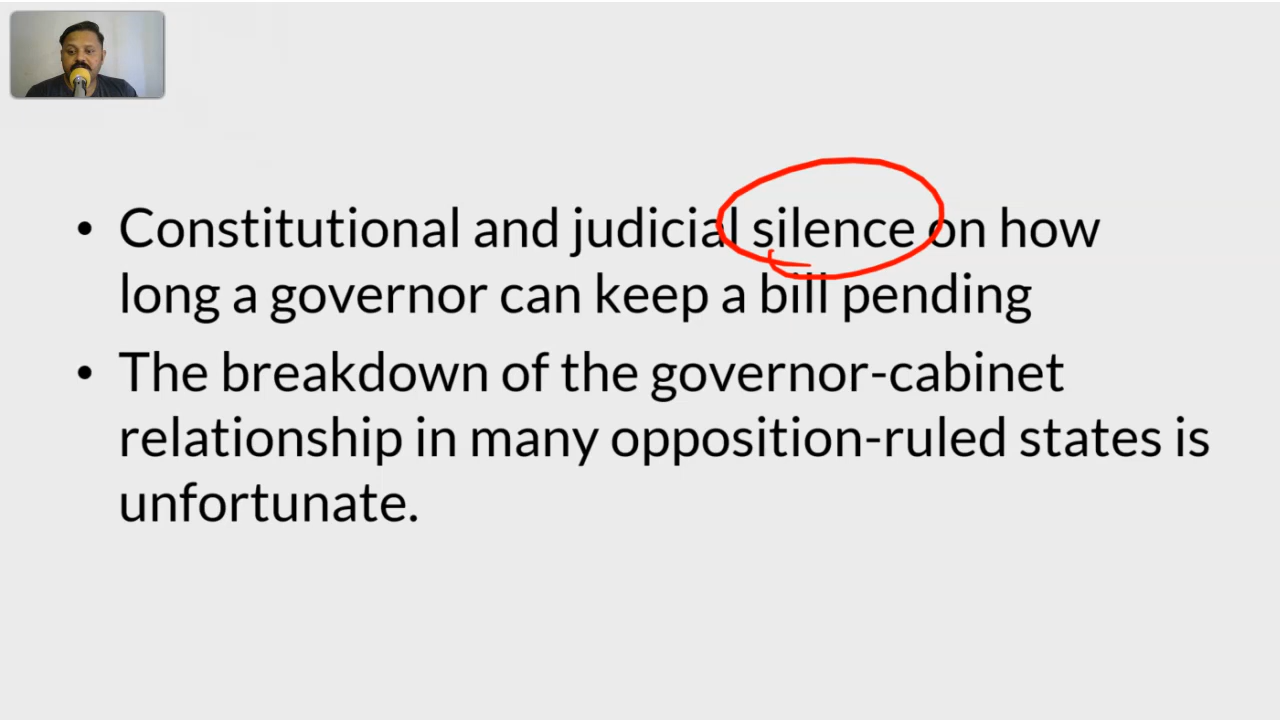 • Constitutional and judicial silence on how
long a governor can keep a bill pending
• The breakdown of the governor-cabinet
relationship in many opposition-ruled states is
unfortunate.